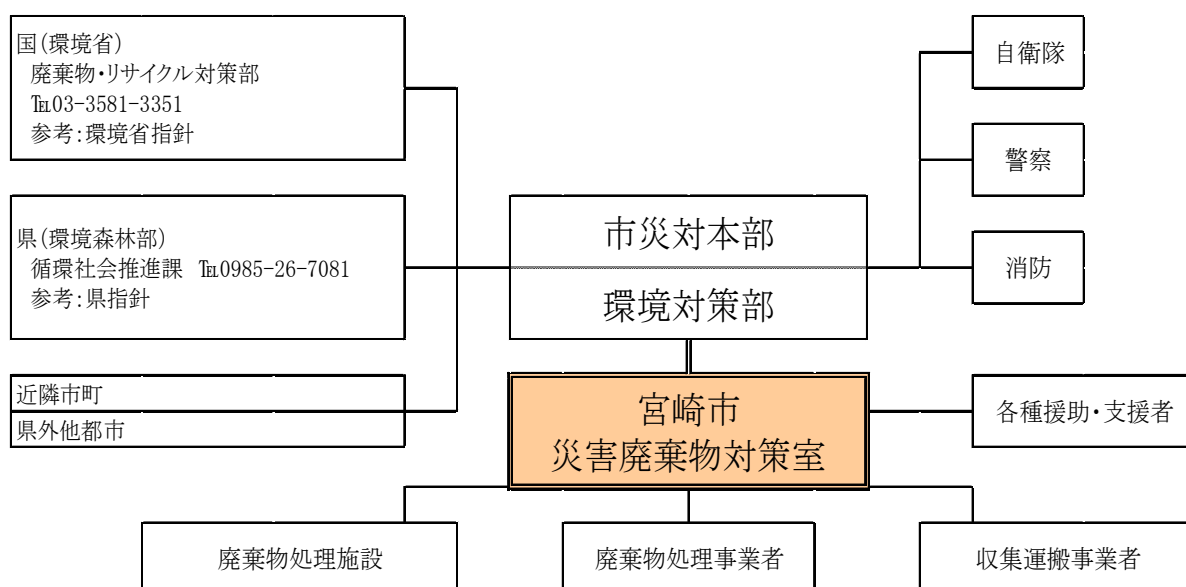 国(環境省)
廃棄物・リサイクル対策部
℡03-3581-3351
参考:環境省指針
県(環境森林部)
循環社会推進課 ℡0985-26-7081
参考:県指針
近隣市町
県外他都市
市災対本部
環境対策部
宮崎市
災害廃棄物対策室
自衛隊
警察
消防
各種援助・支援者
廃棄物処理施設
廃棄物処理事業者
収集運搬事業者